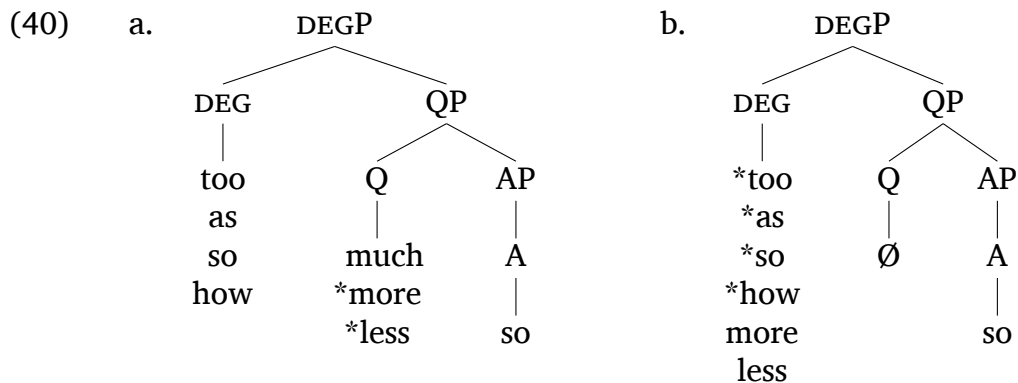 (40) a. DEGP b. DEGP
DEG QP DEG QP
too Q AP *too Q AP
as *as
so much A *so Ø A
how *more *how
*less so more so
less